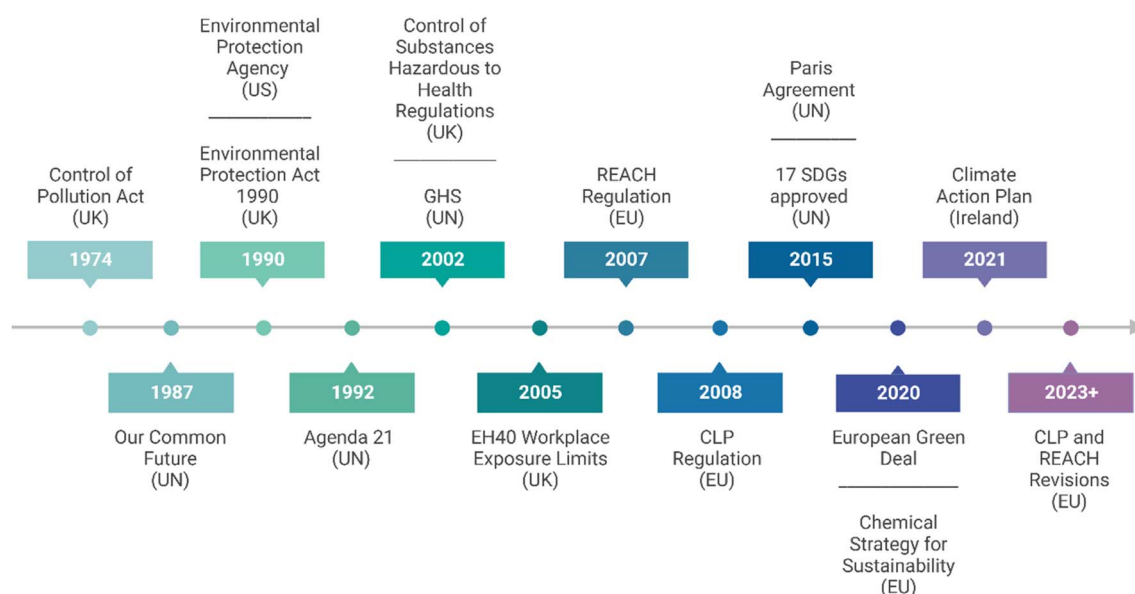 Environmental
Protection
Agency
(US)
Control of
Substances
Hazardous to
Health
Regulations
(UK)
Paris
Agreement
(UN)
Control of
Pollution Act
(UK)
Environmental
Protection Act
1990
(UK)
GHS
(UN)
REACH
Regulation
(EU)
17 SDGs
approved
(UN)
Climate
Action Plan
(Ireland)
1974
1990
2002
2007
2015
2021
1987
1992
2005
2008
2020
2023+
Our Common
Future
(UN)
Agenda 21
(UN)
EH40 Workplace
Exposure Limits
(UK)
CLP
Regulation
(EU)
European Green
Deal
Chemical
Strategy for
Sustainability
(EU)
CLP and
REACH
Revisions
(EU)